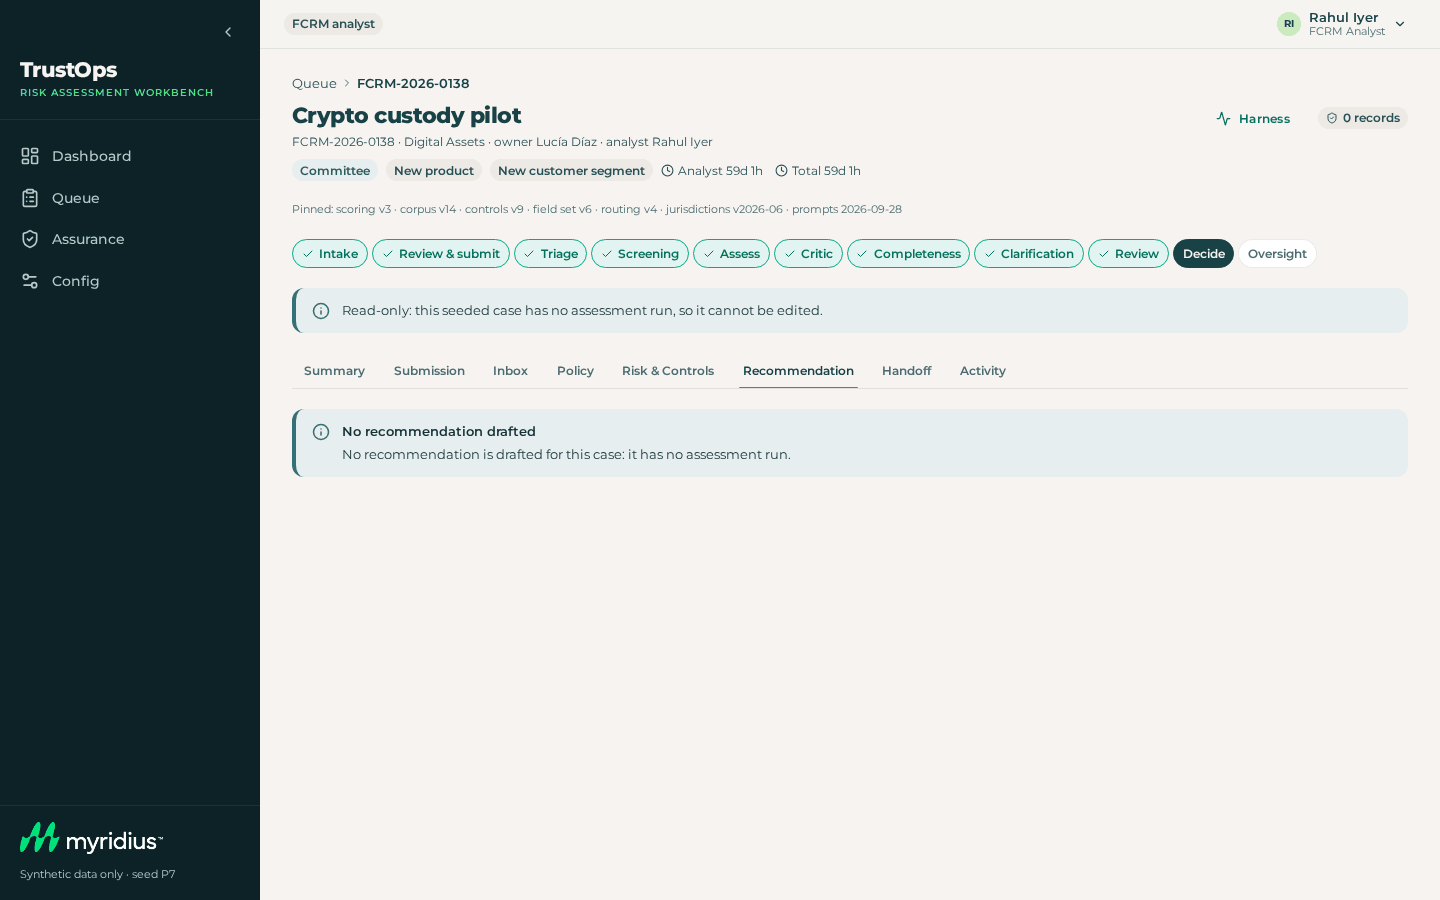 TrustOps
RISK ASSESSMENT WORKBENCH
Dashboard
Queue
Assurance
Config
myridius™
Synthetic data only · seed P7
FCRM analyst
RI
Rahul Iyer
FCRM Analyst
Queue > FCRM-2026-0138
Crypto custody pilot
Harness
0 records
FCRM-2026-0138 · Digital Assets · owner Lucía Díaz · analyst Rahul Iyer
Committee New product New customer segment Analyst 59d 1h Total 59d 1h
Pinned: scoring v3 · corpus v14 · controls v9 · field set v6 · routing v4 · jurisdictions v2026-06 · prompts 2026-09-28
Intake Review & submit Triage Screening Assess Critic Completeness Clarification Review Decide Oversight
Read-only: this seeded case has no assessment run, so it cannot be edited.
Summary Submission Inbox Policy Risk & Controls Recommendation Handoff Activity
No recommendation drafted
No recommendation is drafted for this case: it has no assessment run.